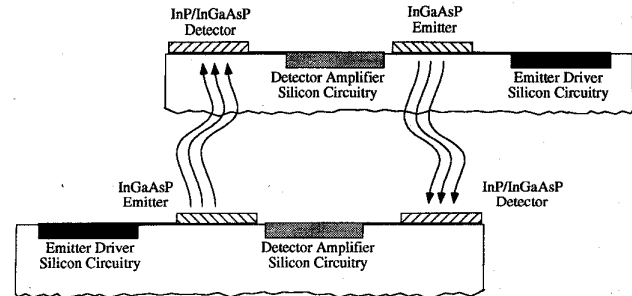 InP/InGaAsP
Detector
InGaAsP
Emitter
Detector Amplifier
Silicon Circuitry
Emitter Driver
Silicon Circuitry
InGaAsP
Emitter
InP/InGaAsP
Detector
Emitter Driver
Silicon Circuitry
Detector Amplifier
Silicon Circuitry